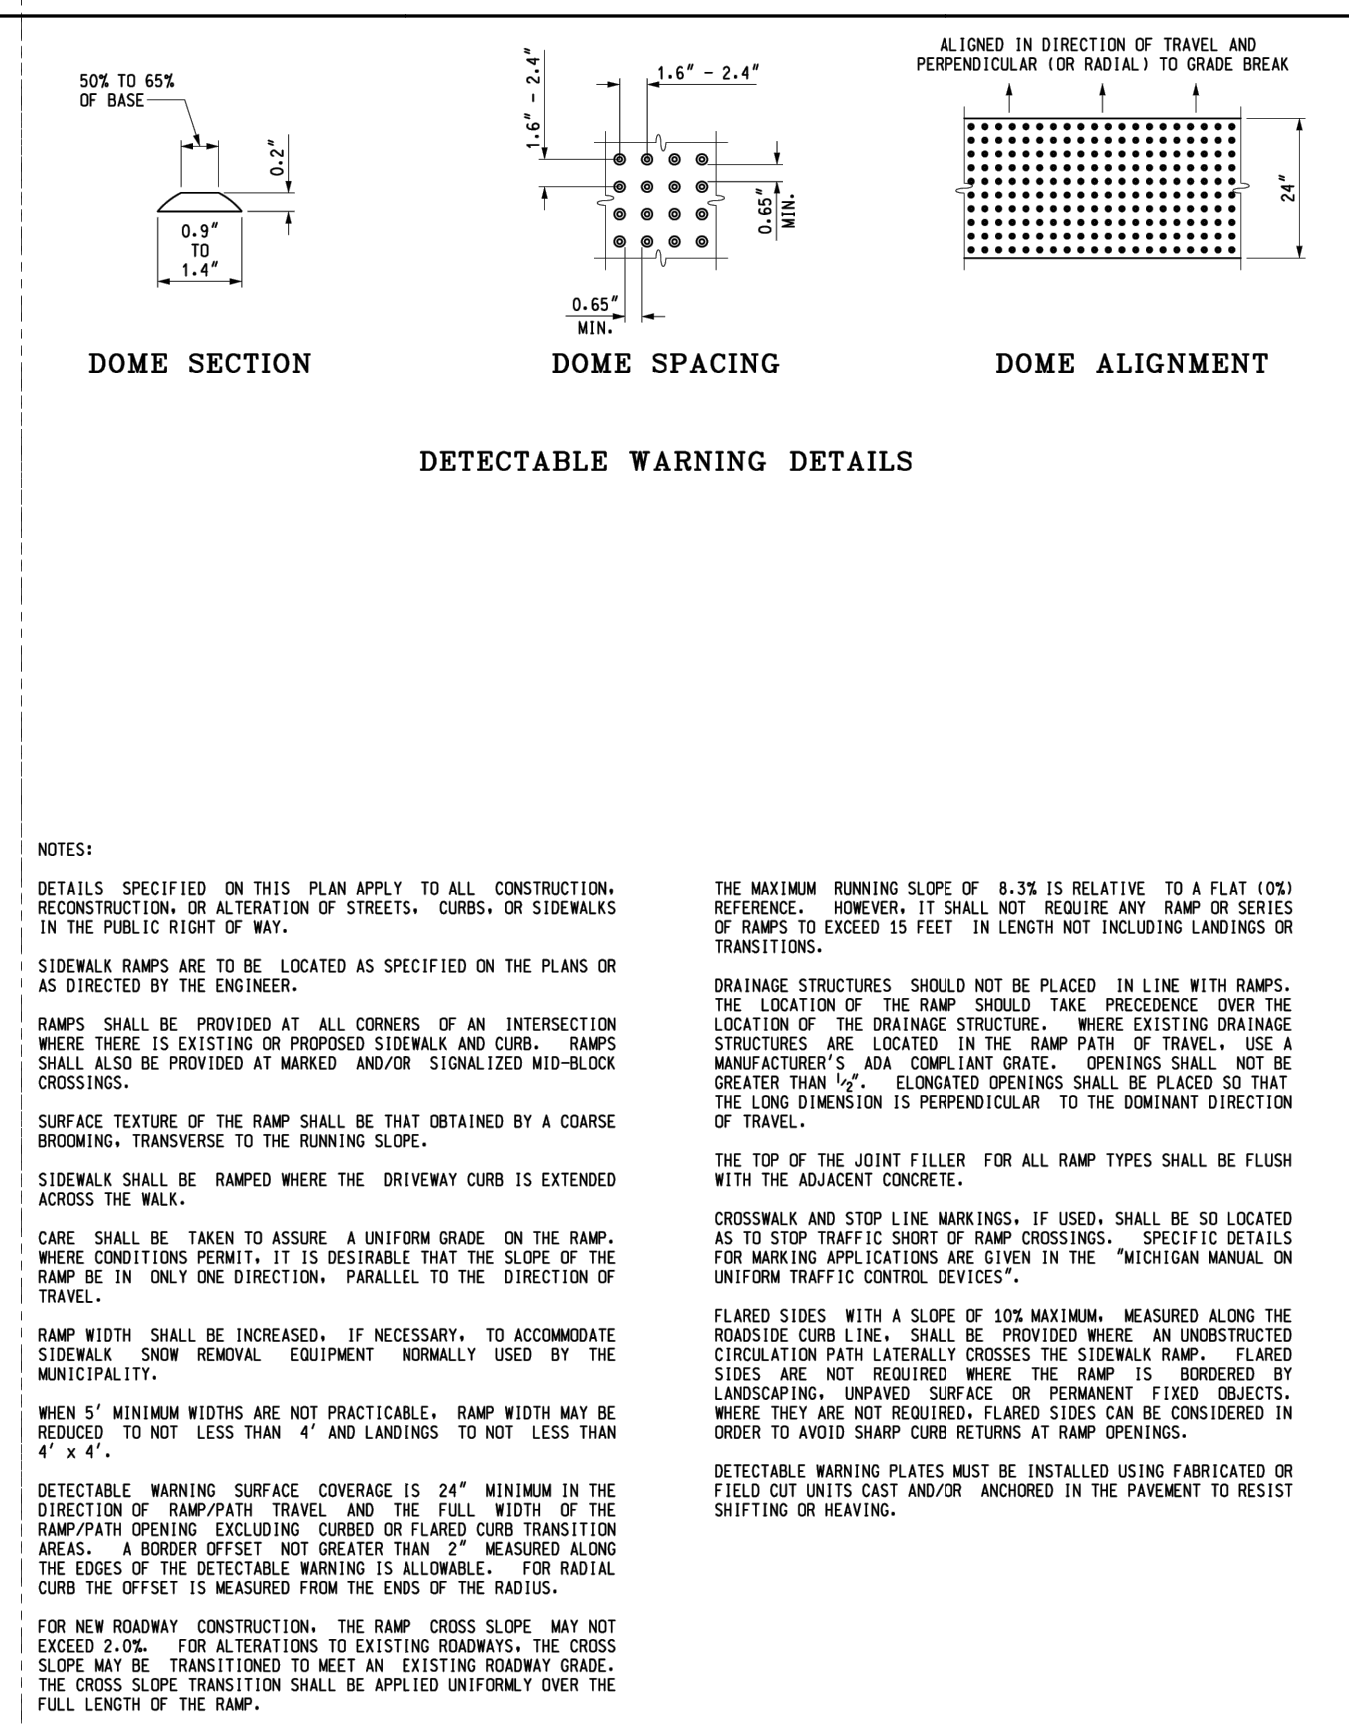 50% TO 65%
OF BASE
0.2"
0.9"
TO
1.4"
DOME SECTION
1.6" - 2.4"
1.6" - 2.4"
0.65"
MIN.
0.65"
MIN.
DOME SPACING
ALIGNED IN DIRECTION OF TRAVEL AND
PERPENDICULAR (OR RADIAL) TO GRADE BREAK
24"
DOME ALIGNMENT
DETECTABLE WARNING DETAILS
NOTES:
DETAILS SPECIFIED ON THIS PLAN APPLY TO ALL CONSTRUCTION,
RECONSTRUCTION, OR ALTERATION OF STREETS, CURBS, OR SIDEWALKS
IN THE PUBLIC RIGHT OF WAY.
SIDEWALK RAMPS ARE TO BE LOCATED AS SPECIFIED ON THE PLANS OR
AS DIRECTED BY THE ENGINEER.
RAMPS SHALL BE PROVIDED AT ALL CORNERS OF AN INTERSECTION
WHERE THERE IS EXISTING OR PROPOSED SIDEWALK AND CURB. RAMPS
SHALL ALSO BE PROVIDED AT MARKED AND/OR SIGNALIZED MID-BLOCK
CROSSINGS.
SURFACE TEXTURE OF THE RAMP SHALL BE THAT OBTAINED BY A COARSE
BROOMING, TRANSVERSE TO THE RUNNING SLOPE.
SIDEWALK SHALL BE RAMPED WHERE THE DRIVEWAY CURB IS EXTENDED
ACROSS THE WALK.
CARE SHALL BE TAKEN TO ASSURE A UNIFORM GRADE ON THE RAMP.
WHERE CONDITIONS PERMIT, IT IS DESIRABLE THAT THE SLOPE OF THE
RAMP BE IN ONLY ONE DIRECTION, PARALLEL TO THE DIRECTION OF
TRAVEL.
RAMP WIDTH SHALL BE INCREASED, IF NECESSARY, TO ACCOMMODATE
SIDEWALK SNOW REMOVAL EQUIPMENT NORMALLY USED BY THE
MUNICIPALITY.
WHEN 5' MINIMUM WIDTHS ARE NOT PRACTICABLE, RAMP WIDTH MAY BE
REDUCED TO NOT LESS THAN 4' AND LANDINGS TO NOT LESS THAN
4' x 4'.
DETECTABLE WARNING SURFACE COVERAGE IS 24" MINIMUM IN THE
DIRECTION OF RAMP/PATH TRAVEL AND THE FULL WIDTH OF THE
RAMP/PATH OPENING EXCLUDING CURBED OR FLARED CURB TRANSITION
AREAS. A BORDER OFFSET NOT GREATER THAN 2" MEASURED ALONG
THE EDGES OF THE DETECTABLE WARNING IS ALLOWABLE. FOR RADIAL
CURB THE OFFSET IS MEASURED FROM THE ENDS OF THE RADIUS.
FOR NEW ROADWAY CONSTRUCTION, THE RAMP CROSS SLOPE MAY NOT
EXCEED 2.0%. FOR ALTERATIONS TO EXISTING ROADWAYS, THE CROSS
SLOPE MAY BE TRANSITIONED TO MEET AN EXISTING ROADWAY GRADE.
THE CROSS SLOPE TRANSITION SHALL BE APPLIED UNIFORMLY OVER THE
FULL LENGTH OF THE RAMP.
THE MAXIMUM RUNNING SLOPE OF 8.3% IS RELATIVE TO A FLAT (0%)
REFERENCE. HOWEVER, IT SHALL NOT REQUIRE ANY RAMP OR SERIES
OF RAMPS TO EXCEED 15 FEET IN LENGTH NOT INCLUDING LANDINGS OR
TRANSITIONS.
DRAINAGE STRUCTURES SHOULD NOT BE PLACED IN LINE WITH RAMPS.
THE LOCATION OF THE RAMP SHOULD TAKE PRECEDENCE OVER THE
LOCATION OF THE DRAINAGE STRUCTURE. WHERE EXISTING DRAINAGE
STRUCTURES ARE LOCATED IN THE RAMP PATH OF TRAVEL, USE A
MANUFACTURER'S ADA COMPLIANT GRATE. OPENINGS SHALL NOT BE
GREATER THAN 1/2". ELONGATED OPENINGS SHALL BE PLACED SO THAT
THE LONG DIMENSION IS PERPENDICULAR TO THE DOMINANT DIRECTION
OF TRAVEL.
THE TOP OF THE JOINT FILLER FOR ALL RAMP TYPES SHALL BE FLUSH
WITH THE ADJACENT CONCRETE.
CROSSWALK AND STOP LINE MARKINGS, IF USED, SHALL BE SO LOCATED
AS TO STOP TRAFFIC SHORT OF RAMP CROSSINGS. SPECIFIC DETAILS
FOR MARKING APPLICATIONS ARE GIVEN IN THE "MICHIGAN MANUAL ON
UNIFORM TRAFFIC CONTROL DEVICES".
FLARED SIDES WITH A SLOPE OF 10% MAXIMUM, MEASURED ALONG THE
ROADSIDE CURB LINE, SHALL BE PROVIDED WHERE AN UNOBSTRUCTED
CIRCULATION PATH LATERALLY CROSSES THE SIDEWALK RAMP. FLARED
SIDES ARE NOT REQUIRED WHERE THE RAMP IS BORDERED BY
LANDSCAPING, UNPAVED SURFACE OR PERMANENT FIXED OBJECTS.
WHERE THEY ARE NOT REQUIRED, FLARED SIDES CAN BE CONSIDERED IN
ORDER TO AVOID SHARP CURB RETURNS AT RAMP OPENINGS.
DETECTABLE WARNING PLATES MUST BE INSTALLED USING FABRICATED OR
FIELD CUT UNITS CAST AND/OR ANCHORED IN THE PAVEMENT TO RESIST
SHIFTING OR HEAVING.